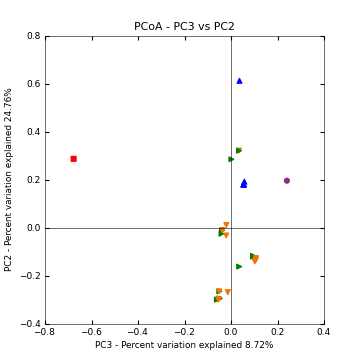 PCoA - PC3 vs PC2
PC2 - Percent variation explained 24.76%
0.8
0.6
0.4
0.2
0.0
−0.2
−0.4
−0.8 −0.6 −0.4 −0.2 0.0 0.2 0.4
PC3 - Percent variation explained 8.72%